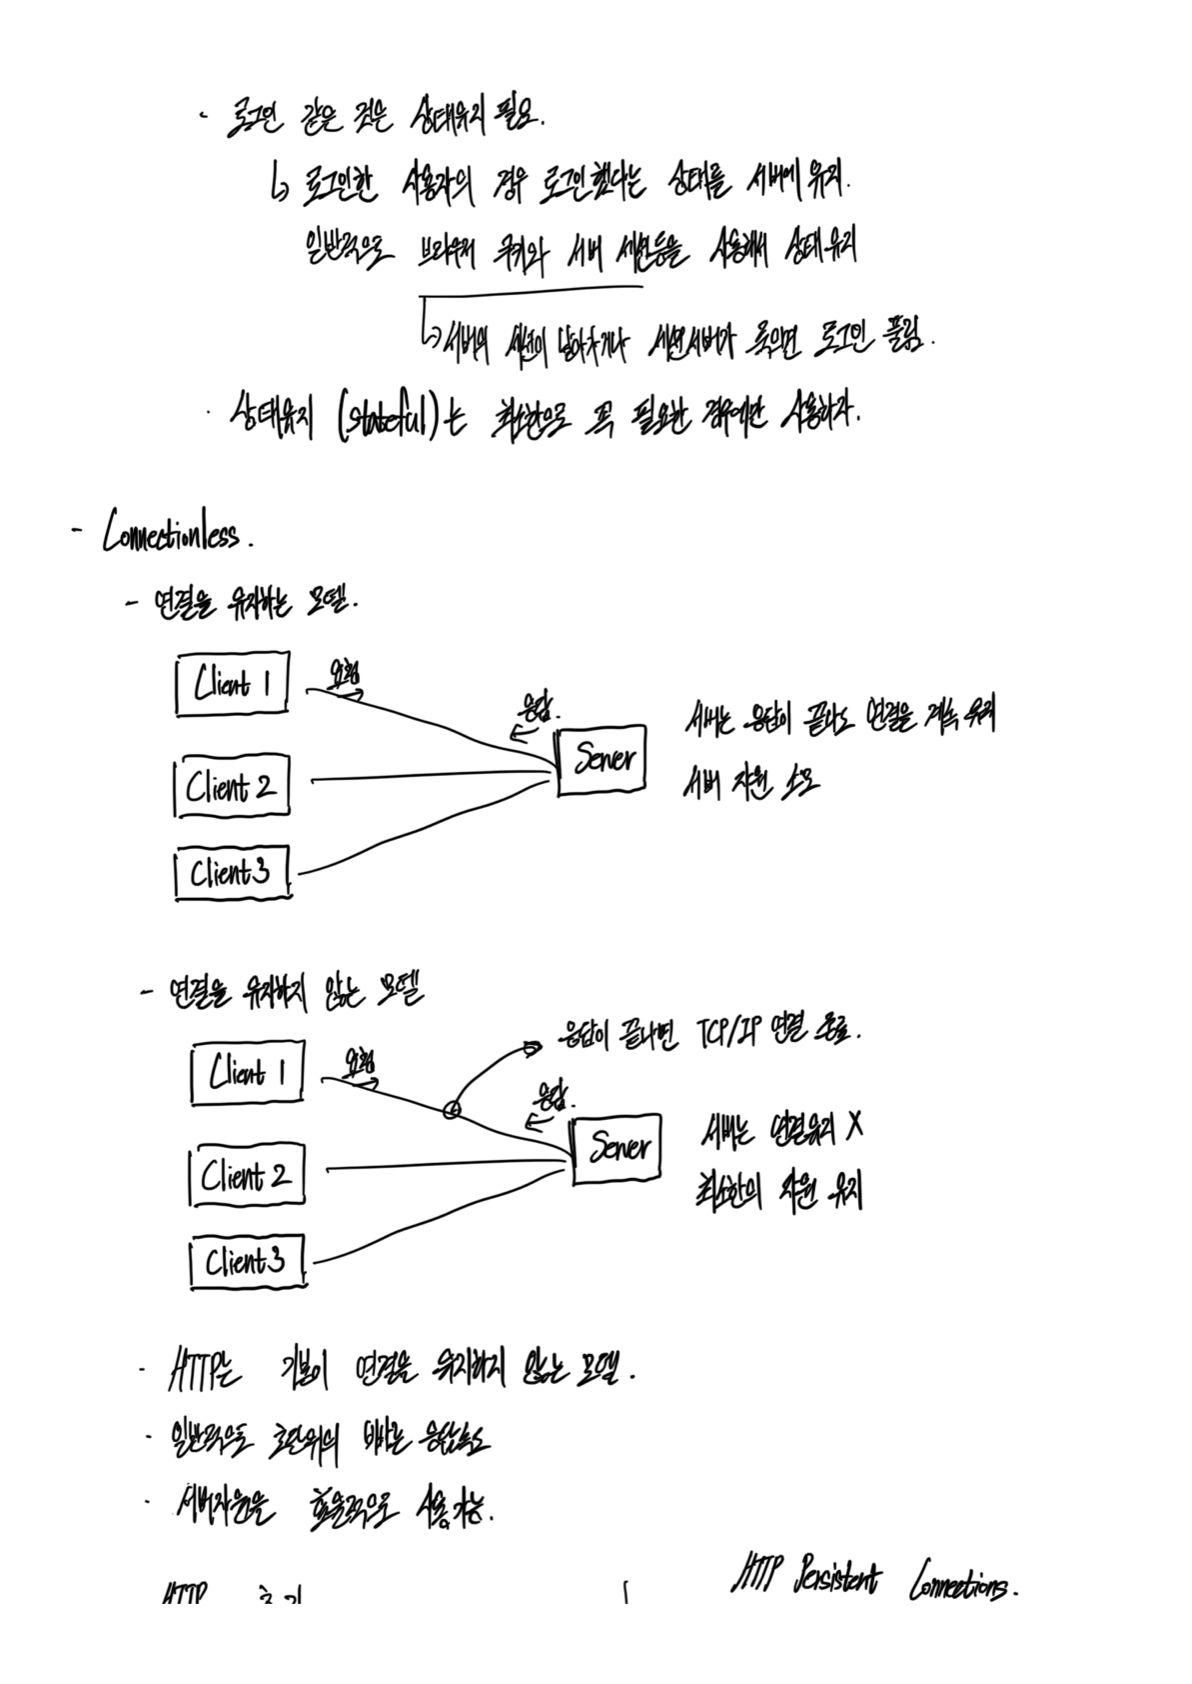 · 로그인 같은 것은 상태유지 필요.
↳ 로그인한 사용자의 경우 로그인했다는 상태를 서버에 유지.
일반적으로 브라우저 쿠키와 서버 세션등을 사용해서 상태유지
↳ 서버의 세션이 날아가거나 세션서버가 죽으면 로그인 풀림.
· 상태유지 (stateful)는 최소한으로 꼭 필요한 경우에만 사용하자.
- Connectionless.
- 연결을 유지하는 모델.
Client 1
요청
응답.
Server
서버는 응답이 끝나도 연결을 계속 유지
Client 2
서버 자원 소모
Client 3
- 연결을 유지하지 않는 모델
응답이 끝나면 TCP/IP 연결 종료.
Client 1
요청
응답.
Server
서버는 연결유지 X
Client 2
최소한의 자원 유지
Client 3
· HTTP는 기본이 연결을 유지하지 않는 모델.
· 일반적으로 초단위의 빠른 응답속도
· 서버자원을 효율적으로 사용가능.
HTTP Persistent Connections.
HTTP 초기